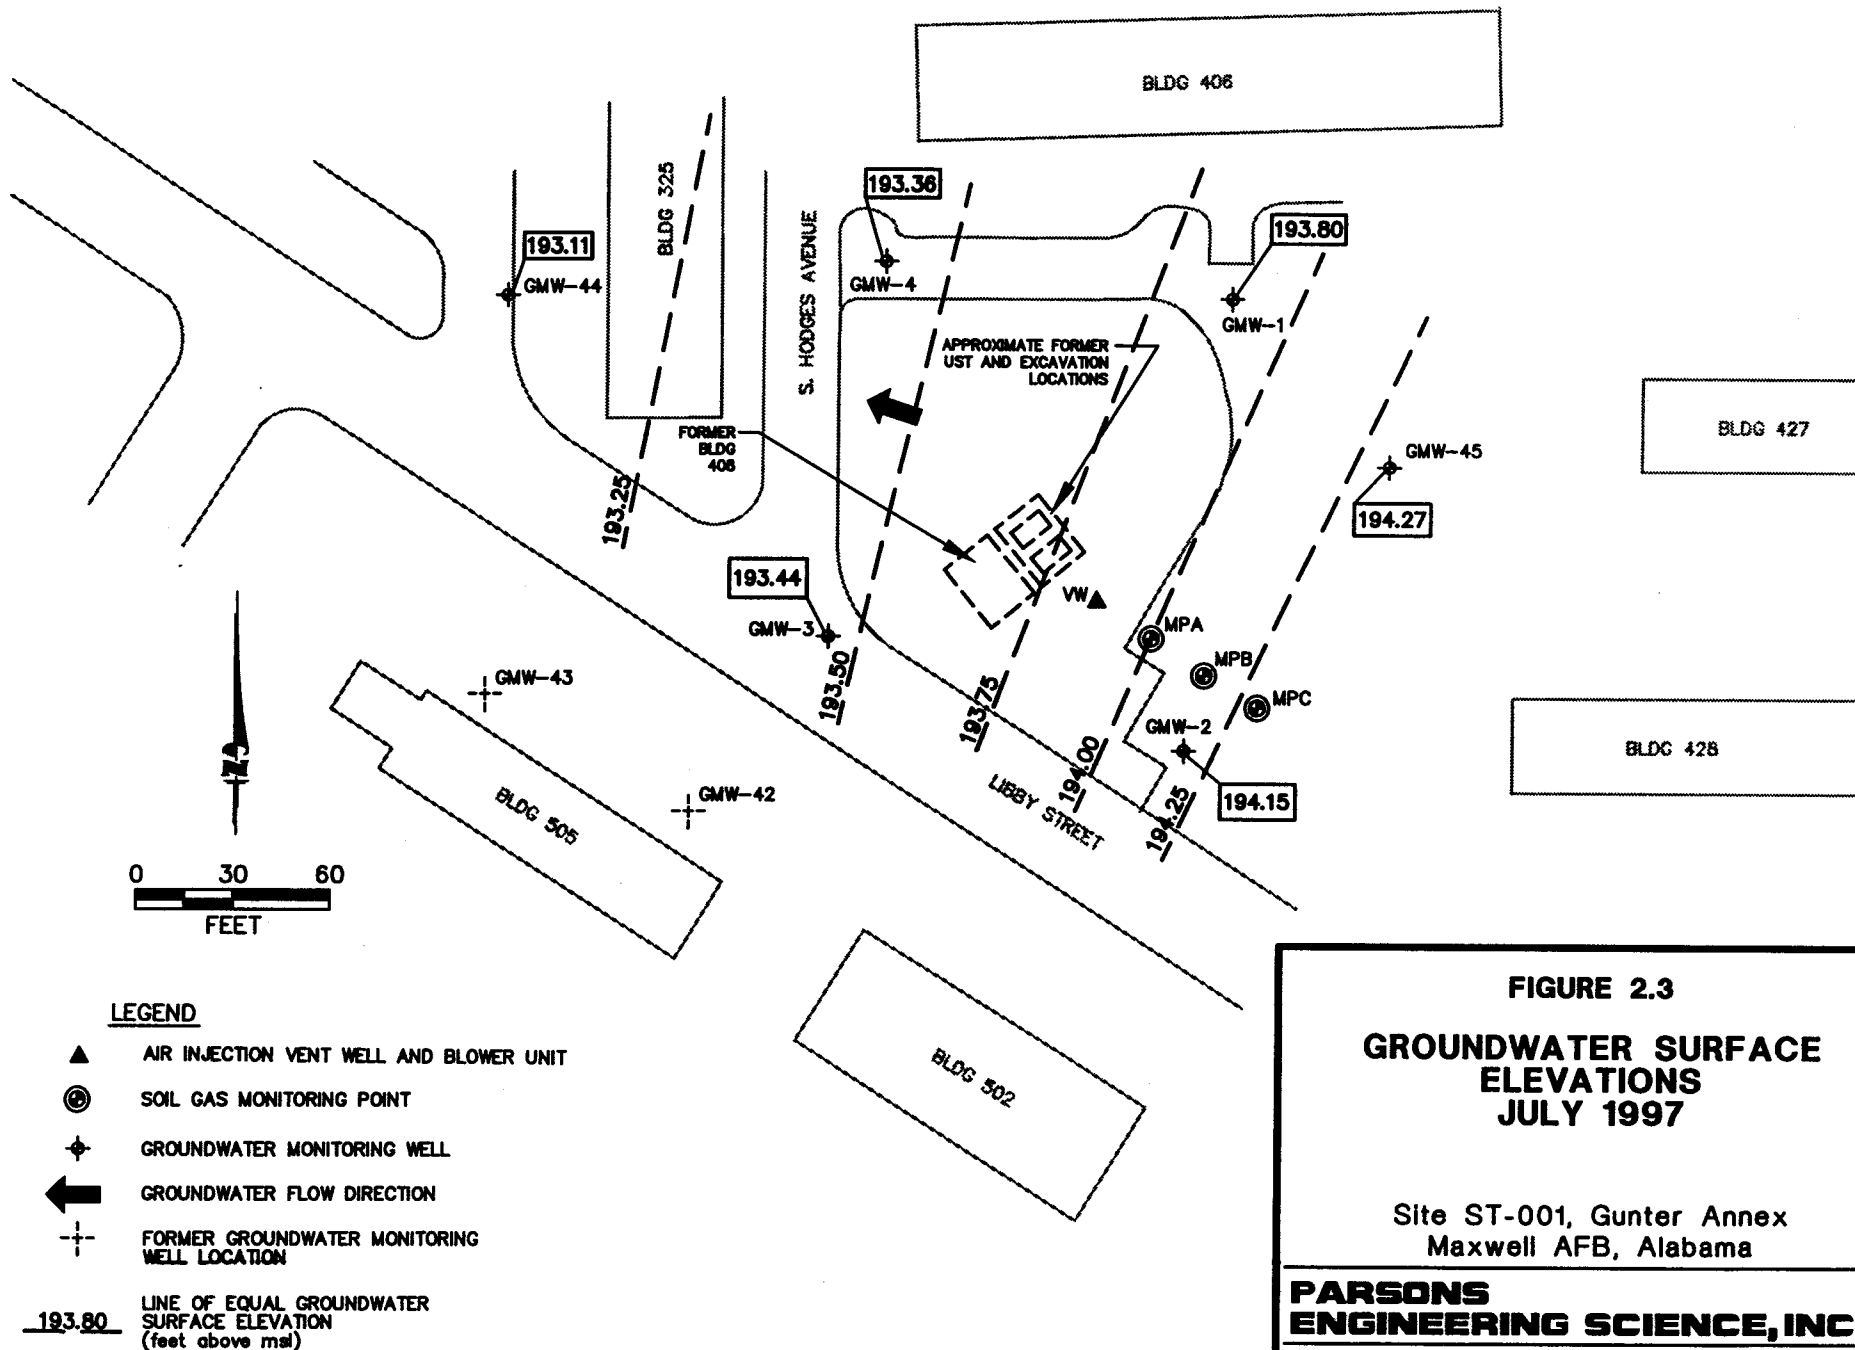 BLDG 406
BLDG 325
193.36
193.11
GMW-44
S. HODGES AVENUE
GMW-4
193.80
GMW-1
APPROXIMATE FORMER
UST AND EXCAVATION
LOCATIONS
FORMER
BLDG
408
BLDG 427
GMW-45
194.27
193.25
193.44
GMW-3
VW
MPA
MPB
MPC
GMW-43
193.50
193.75
194.00
GMW-2
194.15
194.25
BLDG 428
N
GMW-42
BLDG 505
LIBBY STREET
0 30 60
FEET
BLDG 502
LEGEND
AIR INJECTION VENT WELL AND BLOWER UNIT
SOIL GAS MONITORING POINT
GROUNDWATER MONITORING WELL
GROUNDWATER FLOW DIRECTION
FORMER GROUNDWATER MONITORING
WELL LOCATION
193.80
LINE OF EQUAL GROUNDWATER
SURFACE ELEVATION
(feet above msl)
FIGURE 2.3
GROUNDWATER SURFACE
ELEVATIONS
JULY 1997
Site ST-001, Gunter Annex
Maxwell AFB, Alabama
PARSONS
ENGINEERING SCIENCE, INC